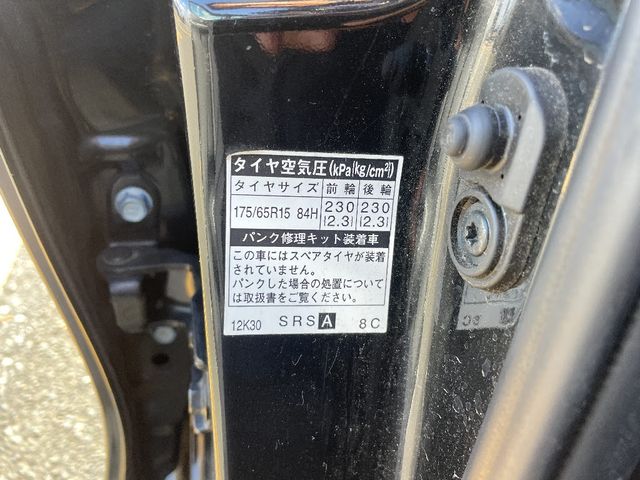 タイヤ空気圧(kPa{kg/cm²})
タイヤサイズ 前輪 後輪
175/65R15 84H 230 230
{2.3} {2.3}
パンク修理キット装着車
この車にはスペアタイヤが装着
されていません。
パンクした場合の処置について
は取扱書をご覧ください。
12K30 SRS A 8C